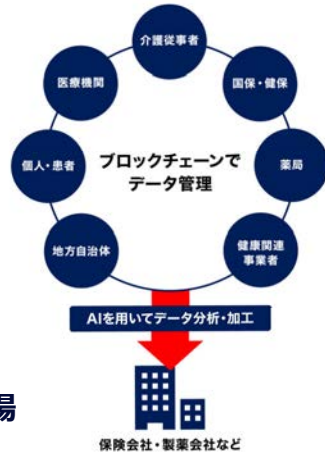 介護従事者
医療機関
国保・健保
個人・患者
ブロックチェーンで
データ管理
薬局
地方自治体
健康関連
事業者
AIを用いてデータ分析・加工
場
保険会社・製薬会社など